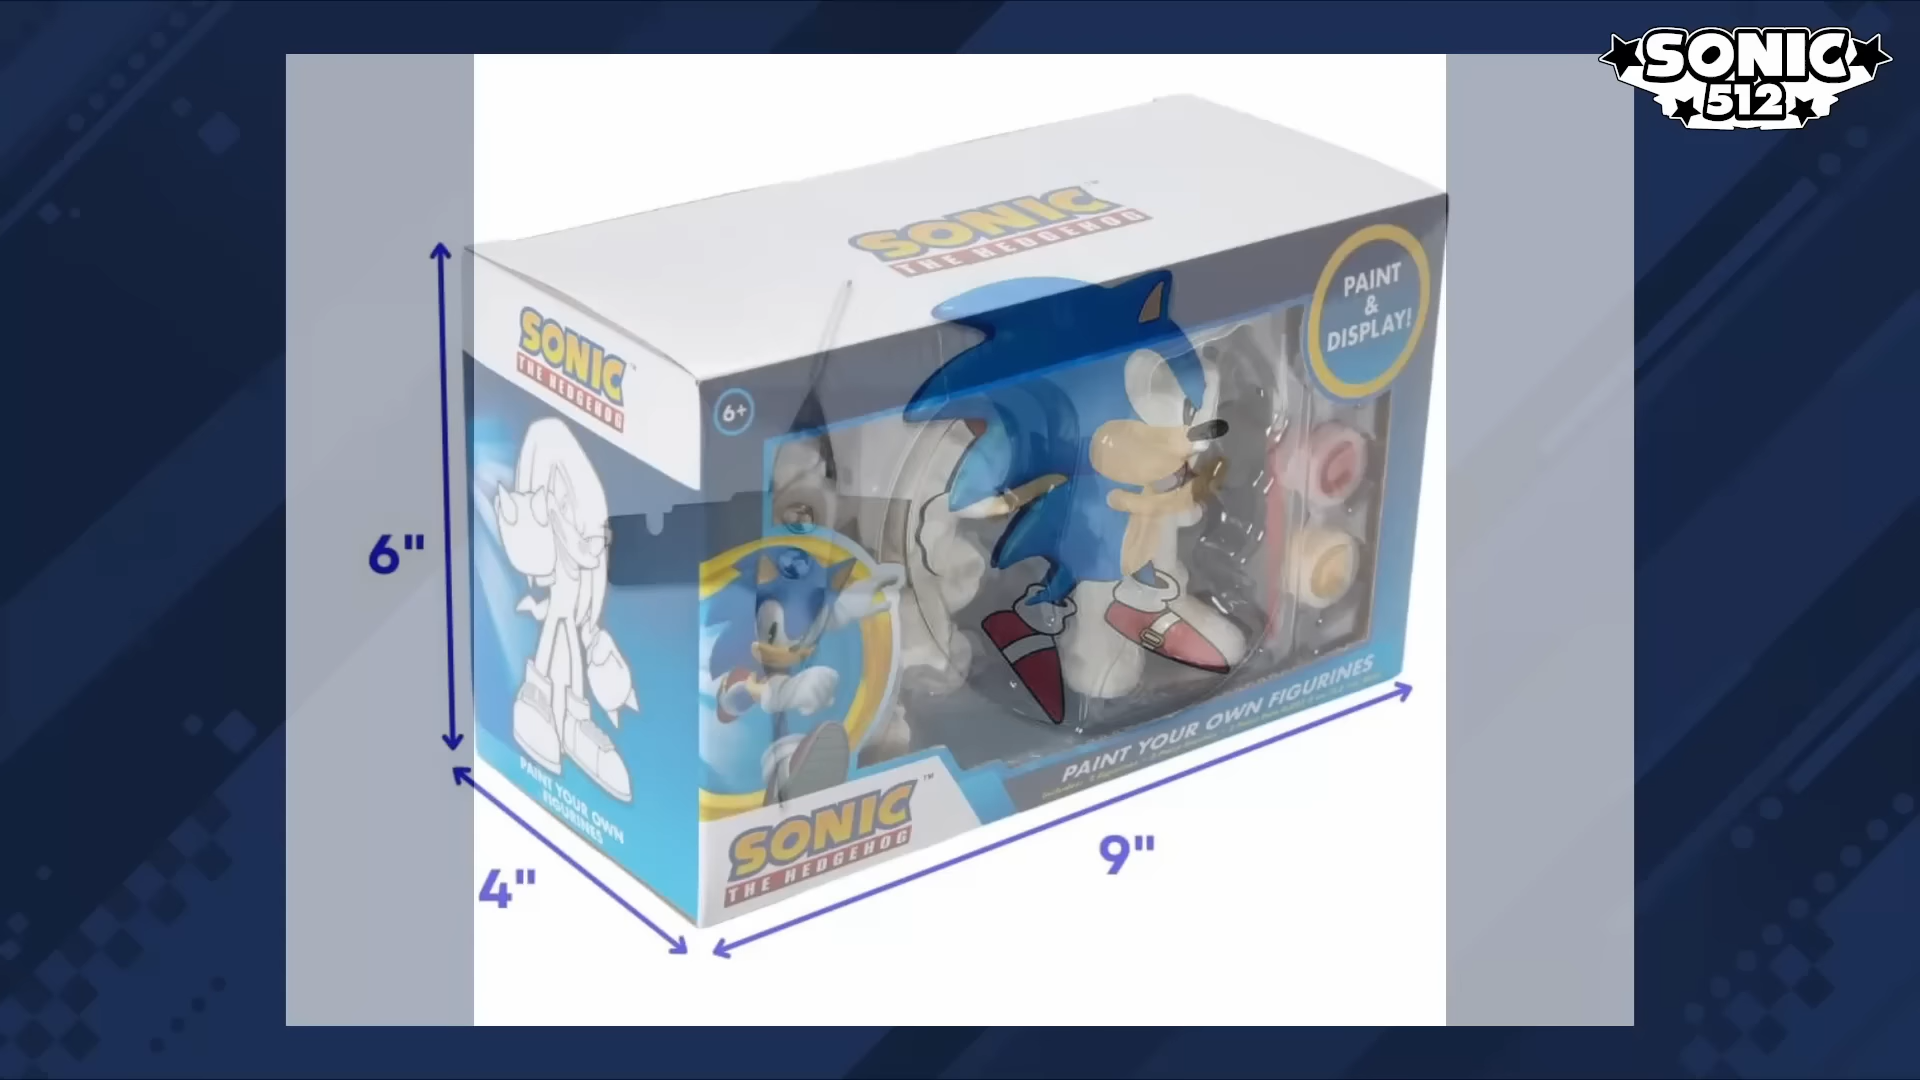 SONIC
512
SONIC
THE HEDGEHOG
PAINT
&
DISPLAY!
SONIC
THE HEDGEHOG
6+
6"
PAINT YOUR OWN
FIGURINES
PAINT YOUR OWN FIGURINES
SONIC™
THE HEDGEHOG
4"
9"